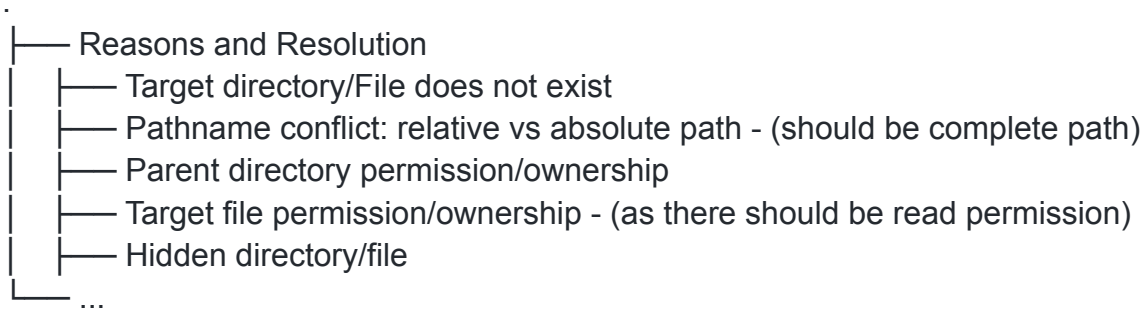 .
├── Reasons and Resolution
│   ├── Target directory/File does not exist
│   ├── Pathname conflict: relative vs absolute path - (should be complete path)
│   ├── Parent directory permission/ownership
│   ├── Target file permission/ownership - (as there should be read permission)
│   ├── Hidden directory/file
└── ...